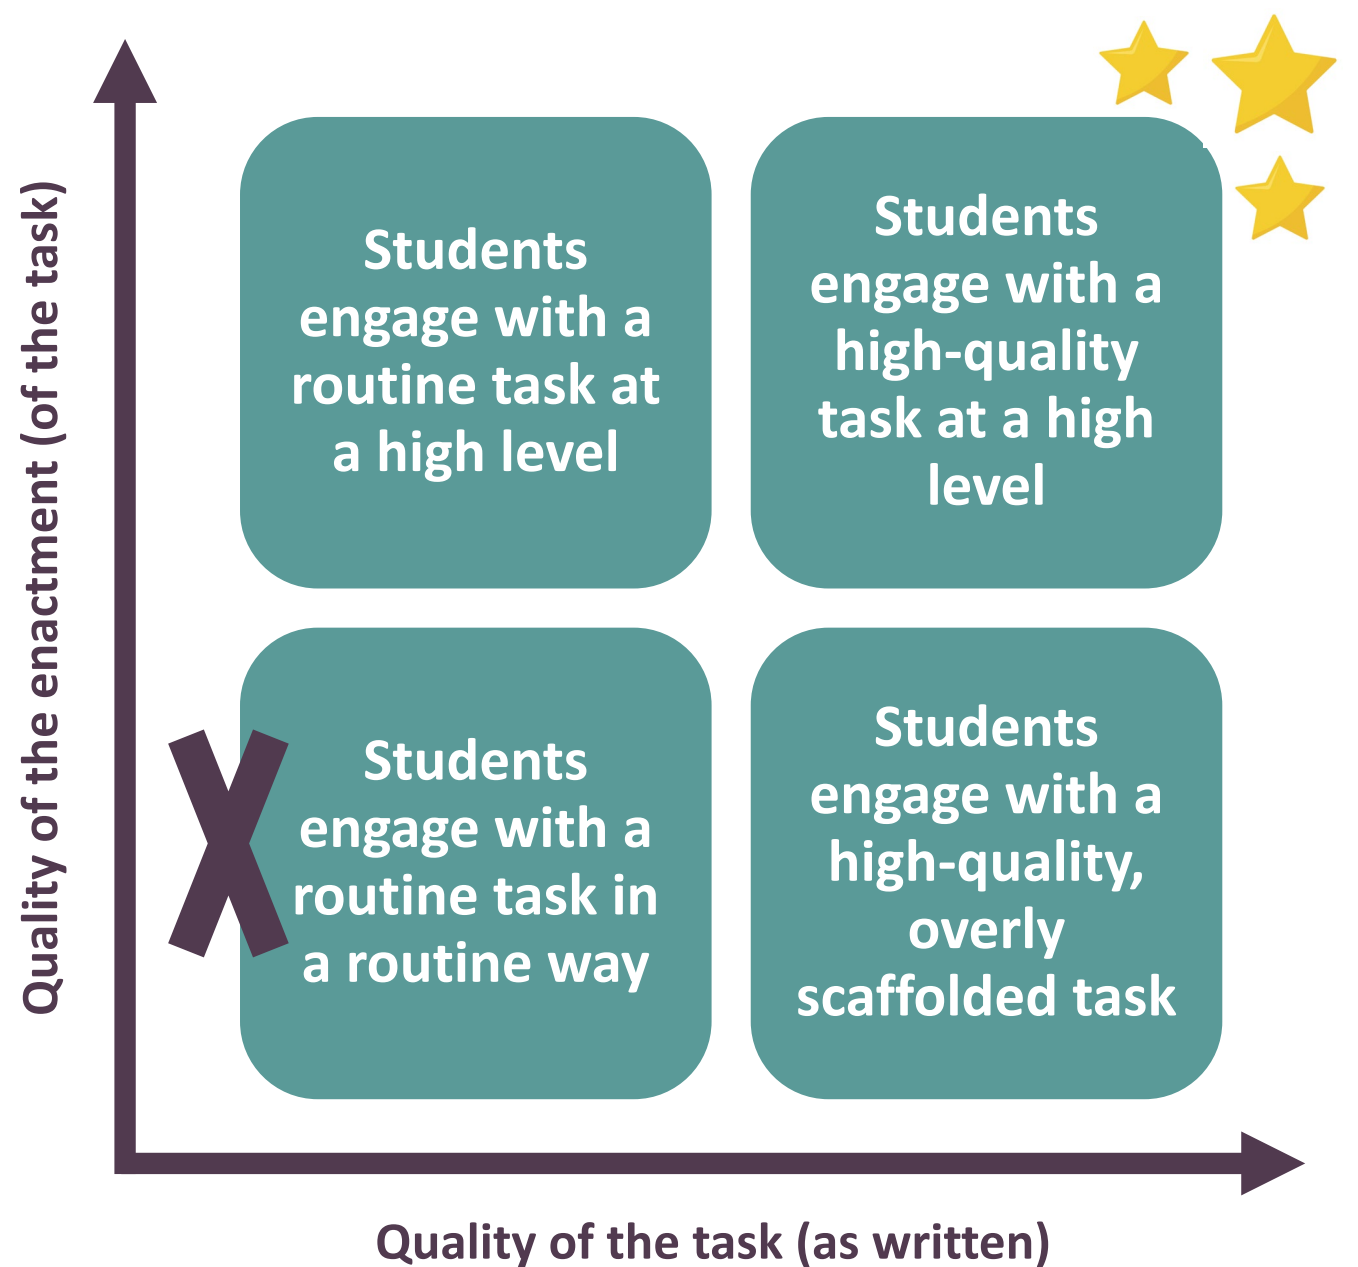 Quality of the enactment (of the task)
Students
engage with a
routine task at
a high level
Students
engage with a
high-quality
task at a high
level
Students
engage with a
routine task in
a routine way
Students
engage with a
high-quality,
overly
scaffolded task
Quality of the task (as written)